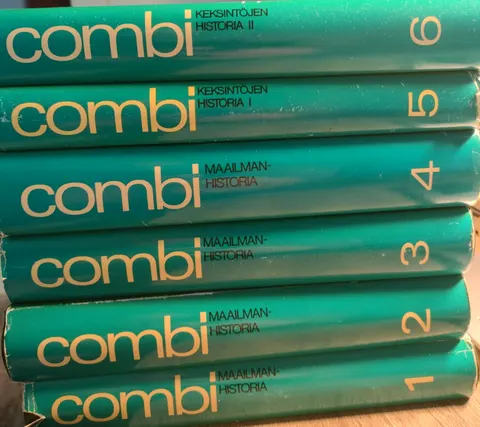 combi KEKSINTÖJEN
HISTORIA II 6
combi KEKSINTÖJEN
HISTORIA I 5
combi MAAILMAN-
HISTORIA 4
combi MAAILMAN-
HISTORIA 3
combi MAAILMAN-
HISTORIA 2
combi MAAILMAN-
HISTORIA 1